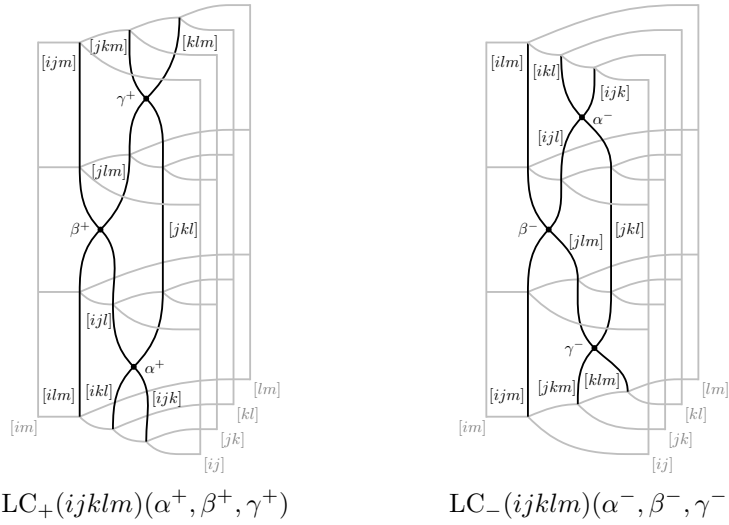 [ijm] [jkm] [klm] [ilm] [ikl] [ijk]
γ⁺ α⁻
[jlm] [ijl]
β⁺ [jkl] β⁻ [jlm] [jkl]
[ijl] γ⁻
α⁺
[ilm] [ikl] [ijk] [lm] [ijm] [jkm] [klm] [lm]
[im] [kl] [im] [kl]
[jk] [jk]
[ij] [ij]
LC₊(ijklm)(α⁺, β⁺, γ⁺) LC₋(ijklm)(α⁻, β⁻, γ⁻